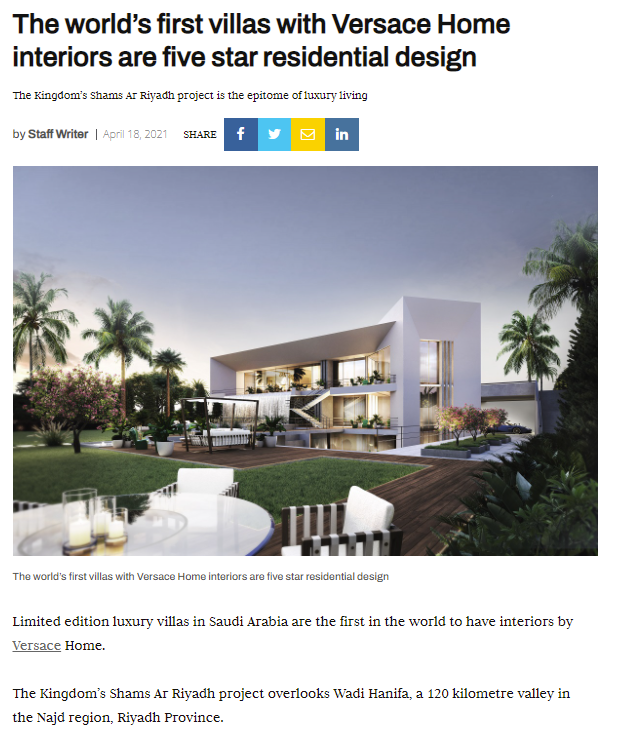 The world’s first villas with Versace Home
interiors are five star residential design
The Kingdom’s Shams Ar Riyadh project is the epitome of luxury living
by Staff Writer | April 18, 2021 SHARE
The world’s first villas with Versace Home interiors are five star residential design
Limited edition luxury villas in Saudi Arabia are the first in the world to have interiors by
Versace Home.
The Kingdom’s Shams Ar Riyadh project overlooks Wadi Hanifa, a 120 kilometre valley in
the Najd region, Riyadh Province.